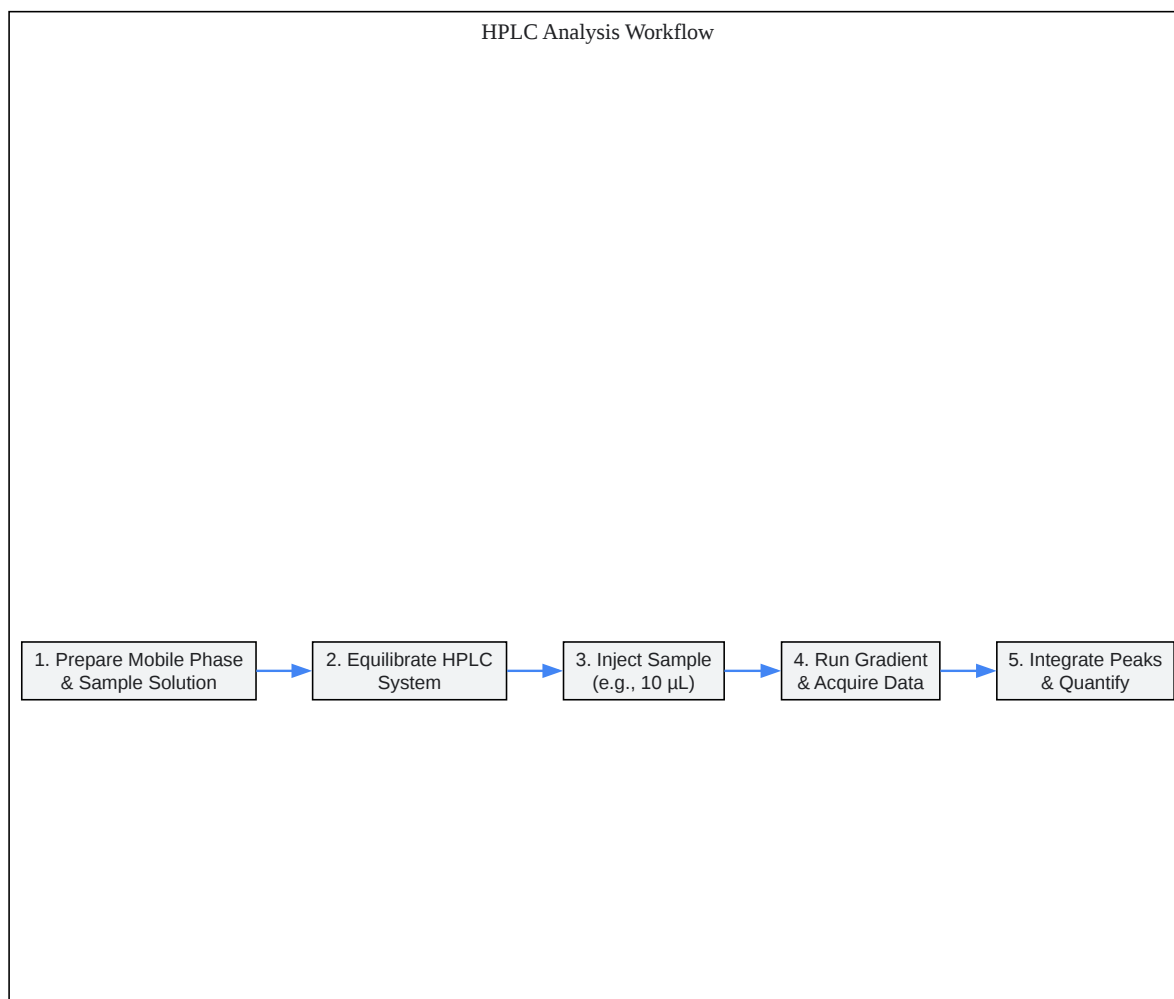 HPLC Analysis Workflow
1. Prepare Mobile Phase
& Sample Solution
2. Equilibrate HPLC
System
3. Inject Sample
(e.g., 10 µL)
4. Run Gradient
& Acquire Data
5. Integrate Peaks
& Quantify